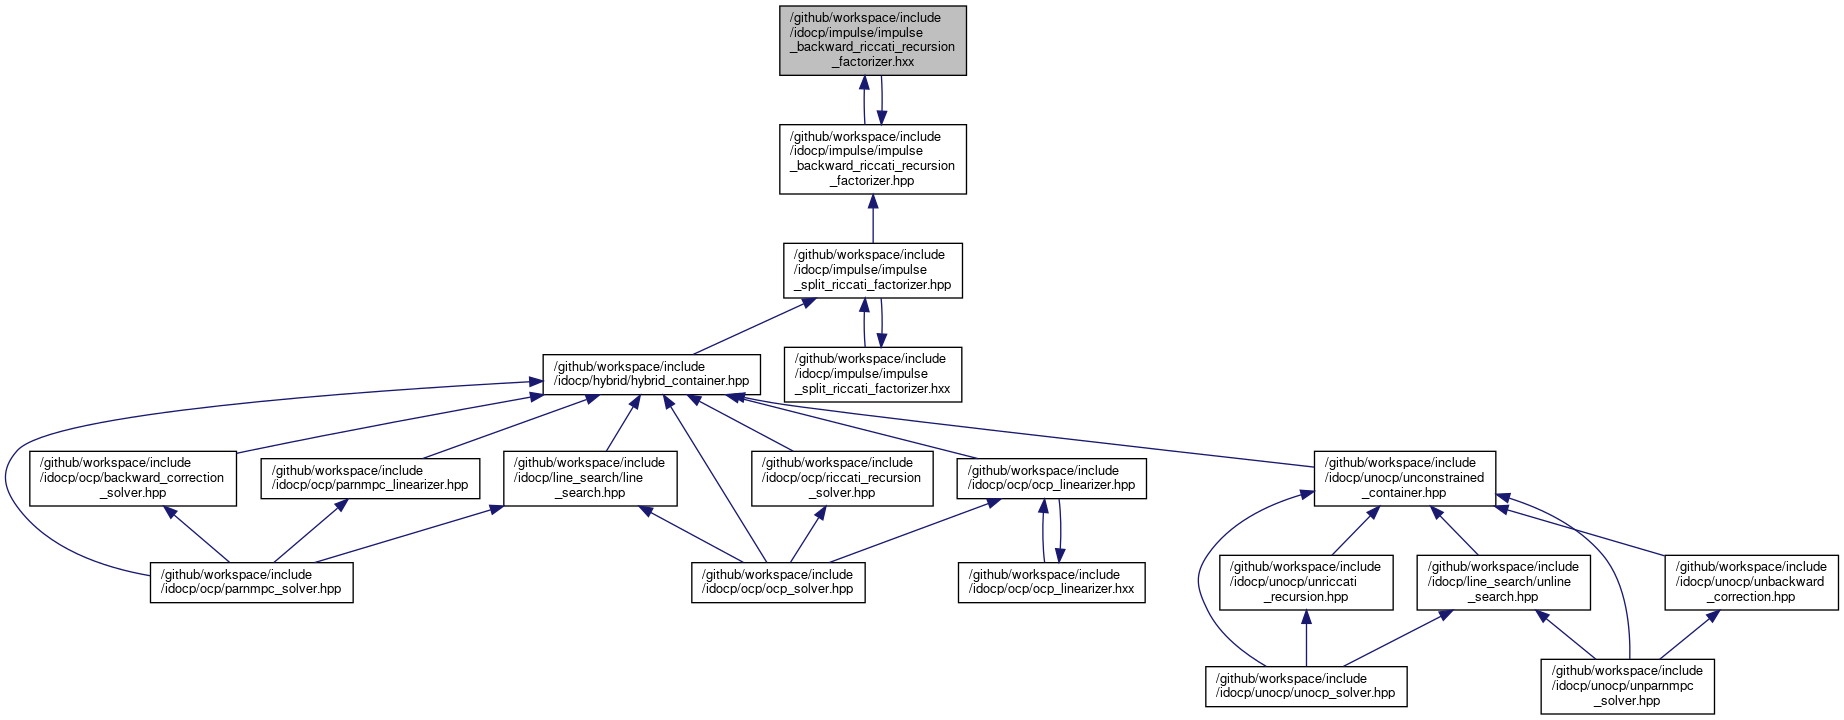 /github/workspace/include
/idocp/impulse/impulse
_backward_riccati_recursion
_factorizer.hxx
/github/workspace/include
/idocp/impulse/impulse
_backward_riccati_recursion
_factorizer.hpp
/github/workspace/include
/idocp/impulse/impulse
_split_riccati_factorizer.hpp
/github/workspace/include
/idocp/hybrid/hybrid_container.hpp
/github/workspace/include
/idocp/impulse/impulse
_split_riccati_factorizer.hxx
/github/workspace/include
/idocp/ocp/backward_correction
_solver.hpp
/github/workspace/include
/idocp/ocp/parnmpc_linearizer.hpp
/github/workspace/include
/idocp/line_search/line
_search.hpp
/github/workspace/include
/idocp/ocp/riccati_recursion
_solver.hpp
/github/workspace/include
/idocp/ocp/ocp_linearizer.hpp
/github/workspace/include
/idocp/unocp/unconstrained
_container.hpp
/github/workspace/include
/idocp/ocp/parnmpc_solver.hpp
/github/workspace/include
/idocp/ocp/ocp_solver.hpp
/github/workspace/include
/idocp/ocp/ocp_linearizer.hxx
/github/workspace/include
/idocp/unocp/unriccati
_recursion.hpp
/github/workspace/include
/idocp/line_search/unline
_search.hpp
/github/workspace/include
/idocp/unocp/unbackward
_correction.hpp
/github/workspace/include
/idocp/unocp/unocp_solver.hpp
/github/workspace/include
/idocp/unocp/unparnmpc
_solver.hpp